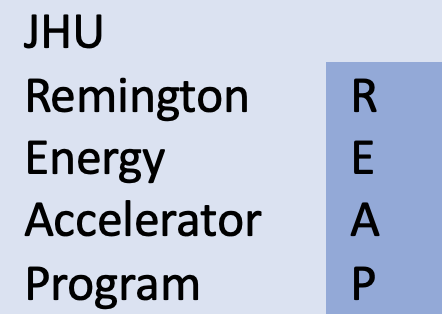 JHU
Remington R
Energy E
Accelerator A
Program P